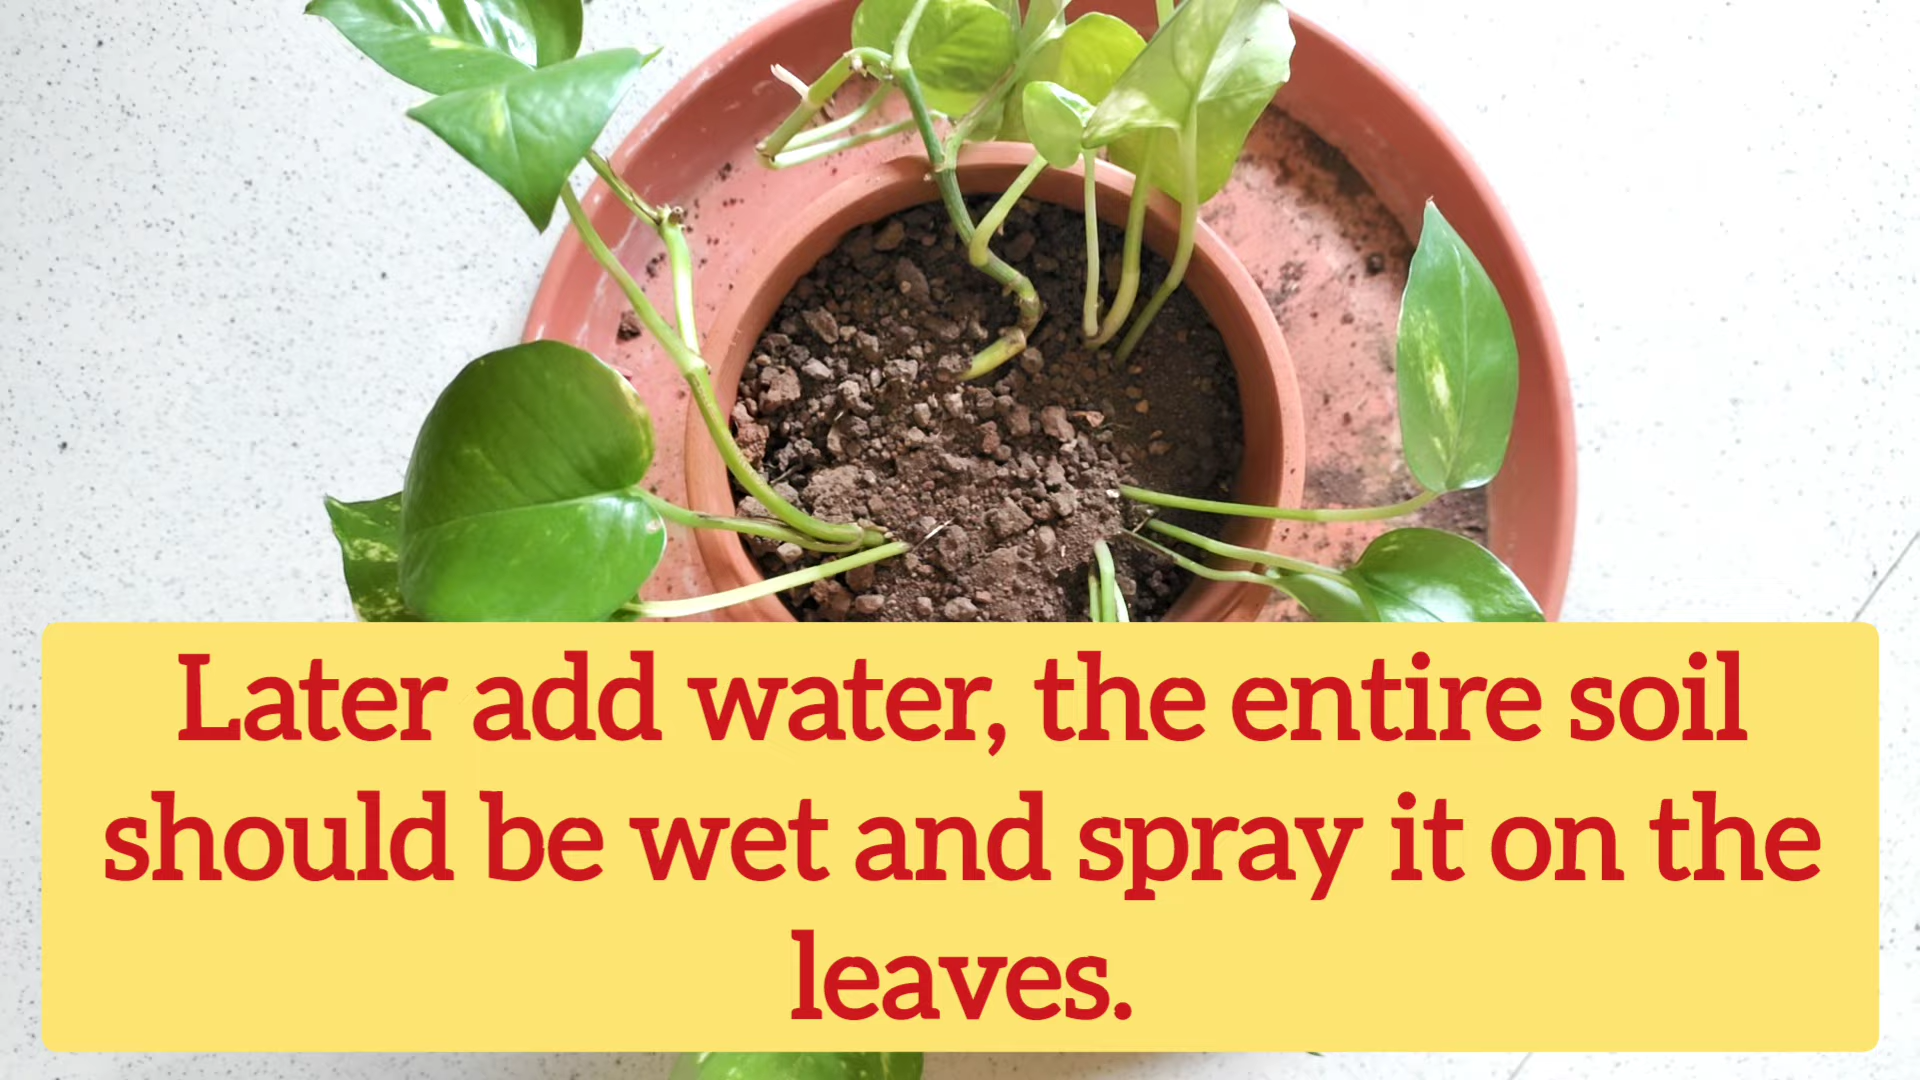 Later add water, the entire soil
should be wet and spray it on the
leaves.